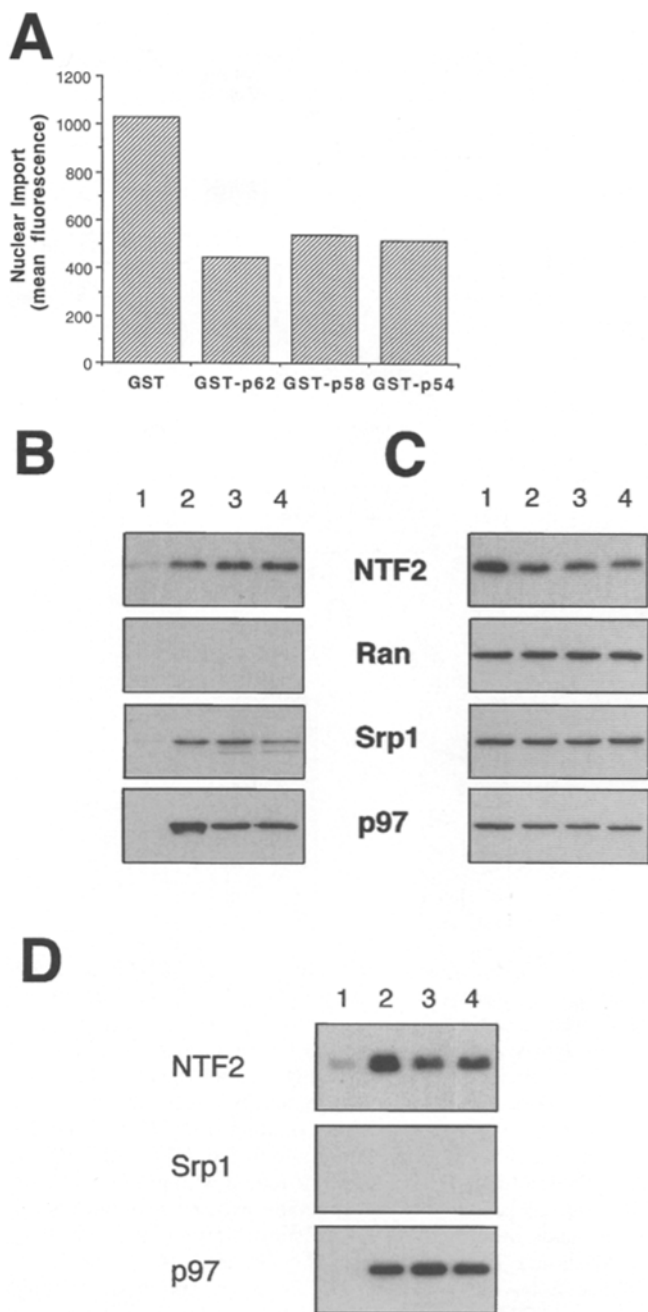 A
Nuclear Import
(mean fluorescence)
1200
1000
800
600
400
200
0
GST GST-p62 GST-p58 GST-p54
B
1 2 3 4
C
1 2 3 4
NTF2
Ran
Srp1
p97
D
1 2 3 4
NTF2
Srp1
p97